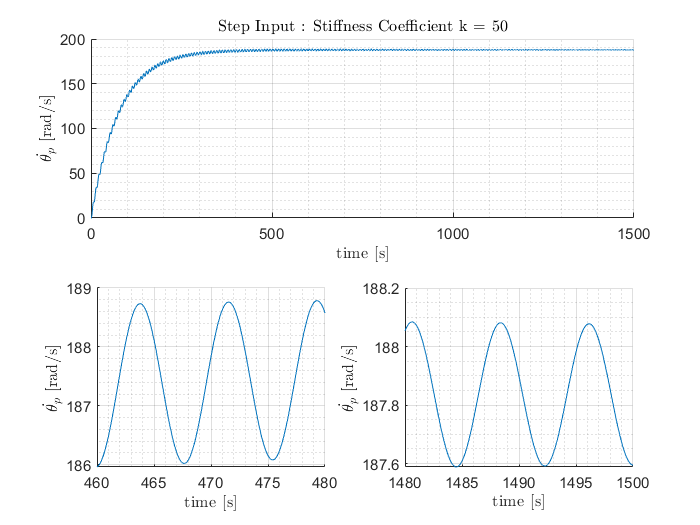 Step Input : Stiffness Coefficient k = 50
200
150
100
50
0
θ̇ₚ [rad/s]
0 500 1000 1500
time [s]
189
188
187
186
θ̇ₚ [rad/s]
460 465 470 475 480
time [s]
188.2
188
187.8
187.6
θ̇ₚ [rad/s]
1480 1485 1490 1495 1500
time [s]